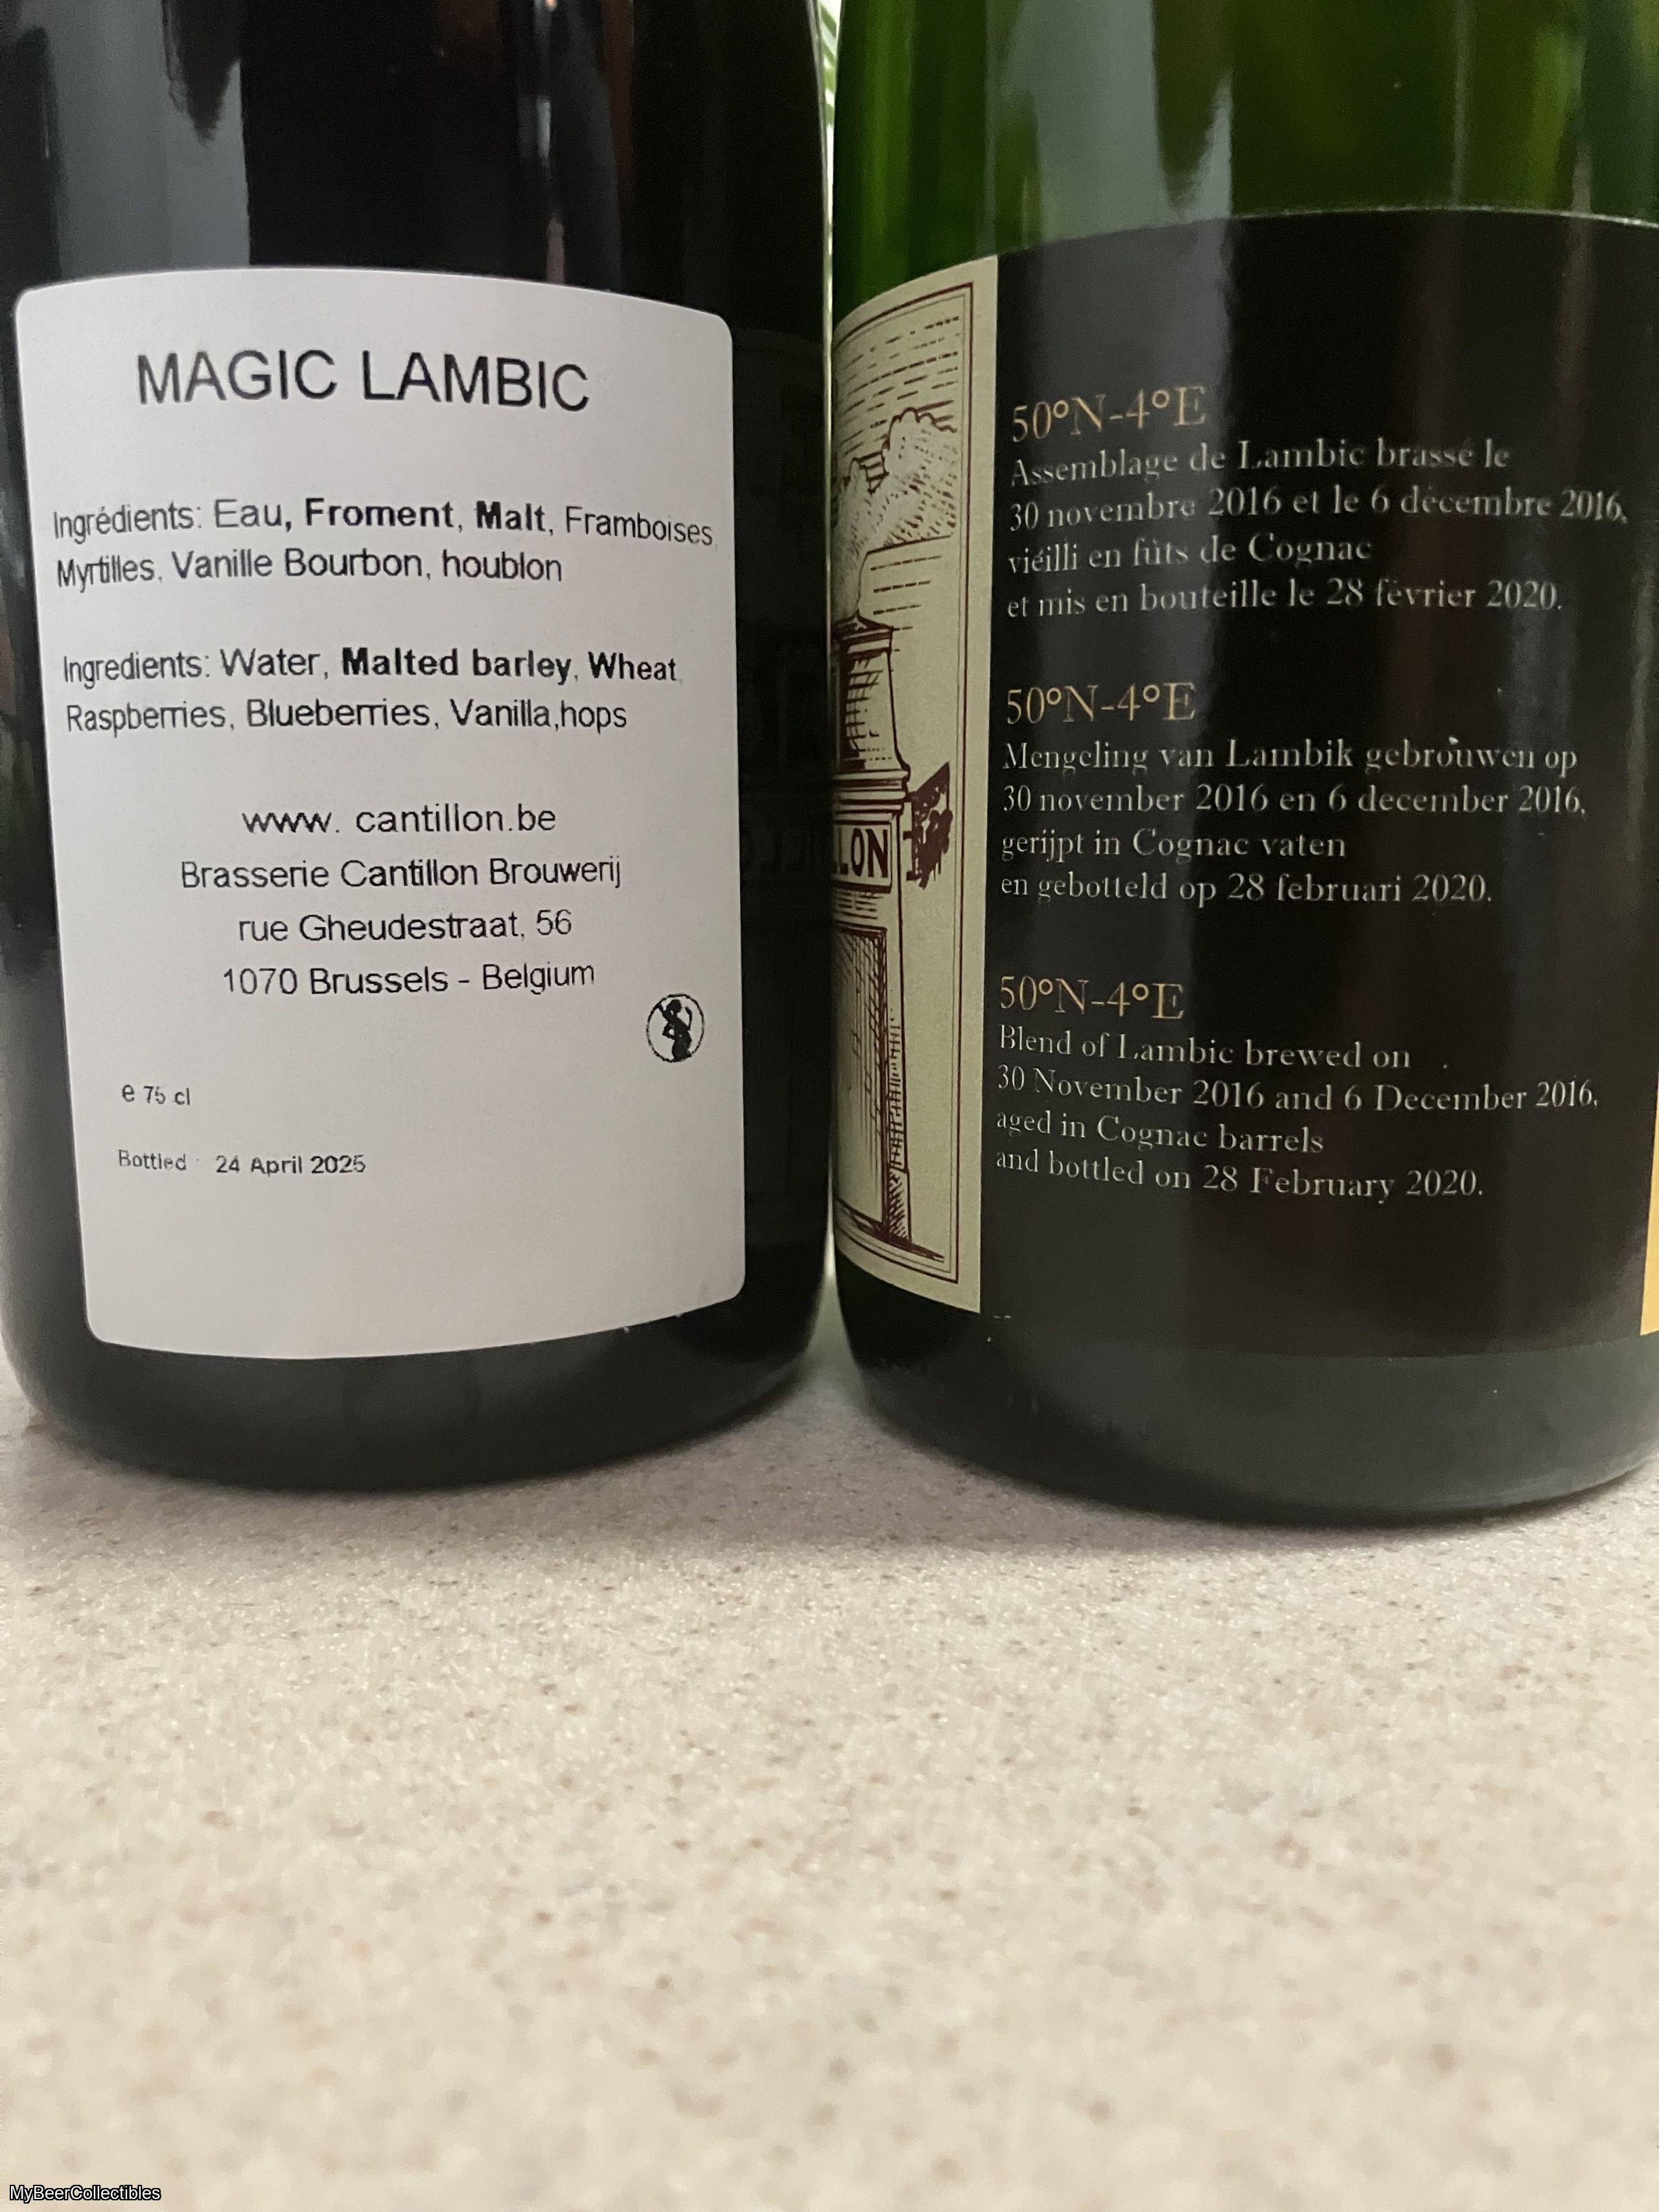 MAGIC LAMBIC
Ingrédients: Eau, Froment, Malt, Framboises,
Myrtilles, Vanille Bourbon, houblon
Ingredients: Water, Malted barley, Wheat,
Raspberries, Blueberries, Vanilla,hops
www. cantillon.be
Brasserie Cantillon Brouwerij
rue Gheudestraat, 56
1070 Brussels - Belgium
e 75 cl
Bottled : 24 April 2025
LLON
50°N-4°E
Assemblage de Lambic brassé le
30 novembre 2016 et le 6 décembre 2016,
viéilli en fûts de Cognac
et mis en bouteille le 28 février 2020.
50°N-4°E
Mengeling van Lambik gebrouwen op
30 november 2016 en 6 december 2016,
gerijpt in Cognac vaten
en gebotteld op 28 februari 2020.
50°N-4°E
Blend of Lambic brewed on
30 November 2016 and 6 December 2016,
aged in Cognac barrels
and bottled on 28 February 2020.
MyBeerCollectibles